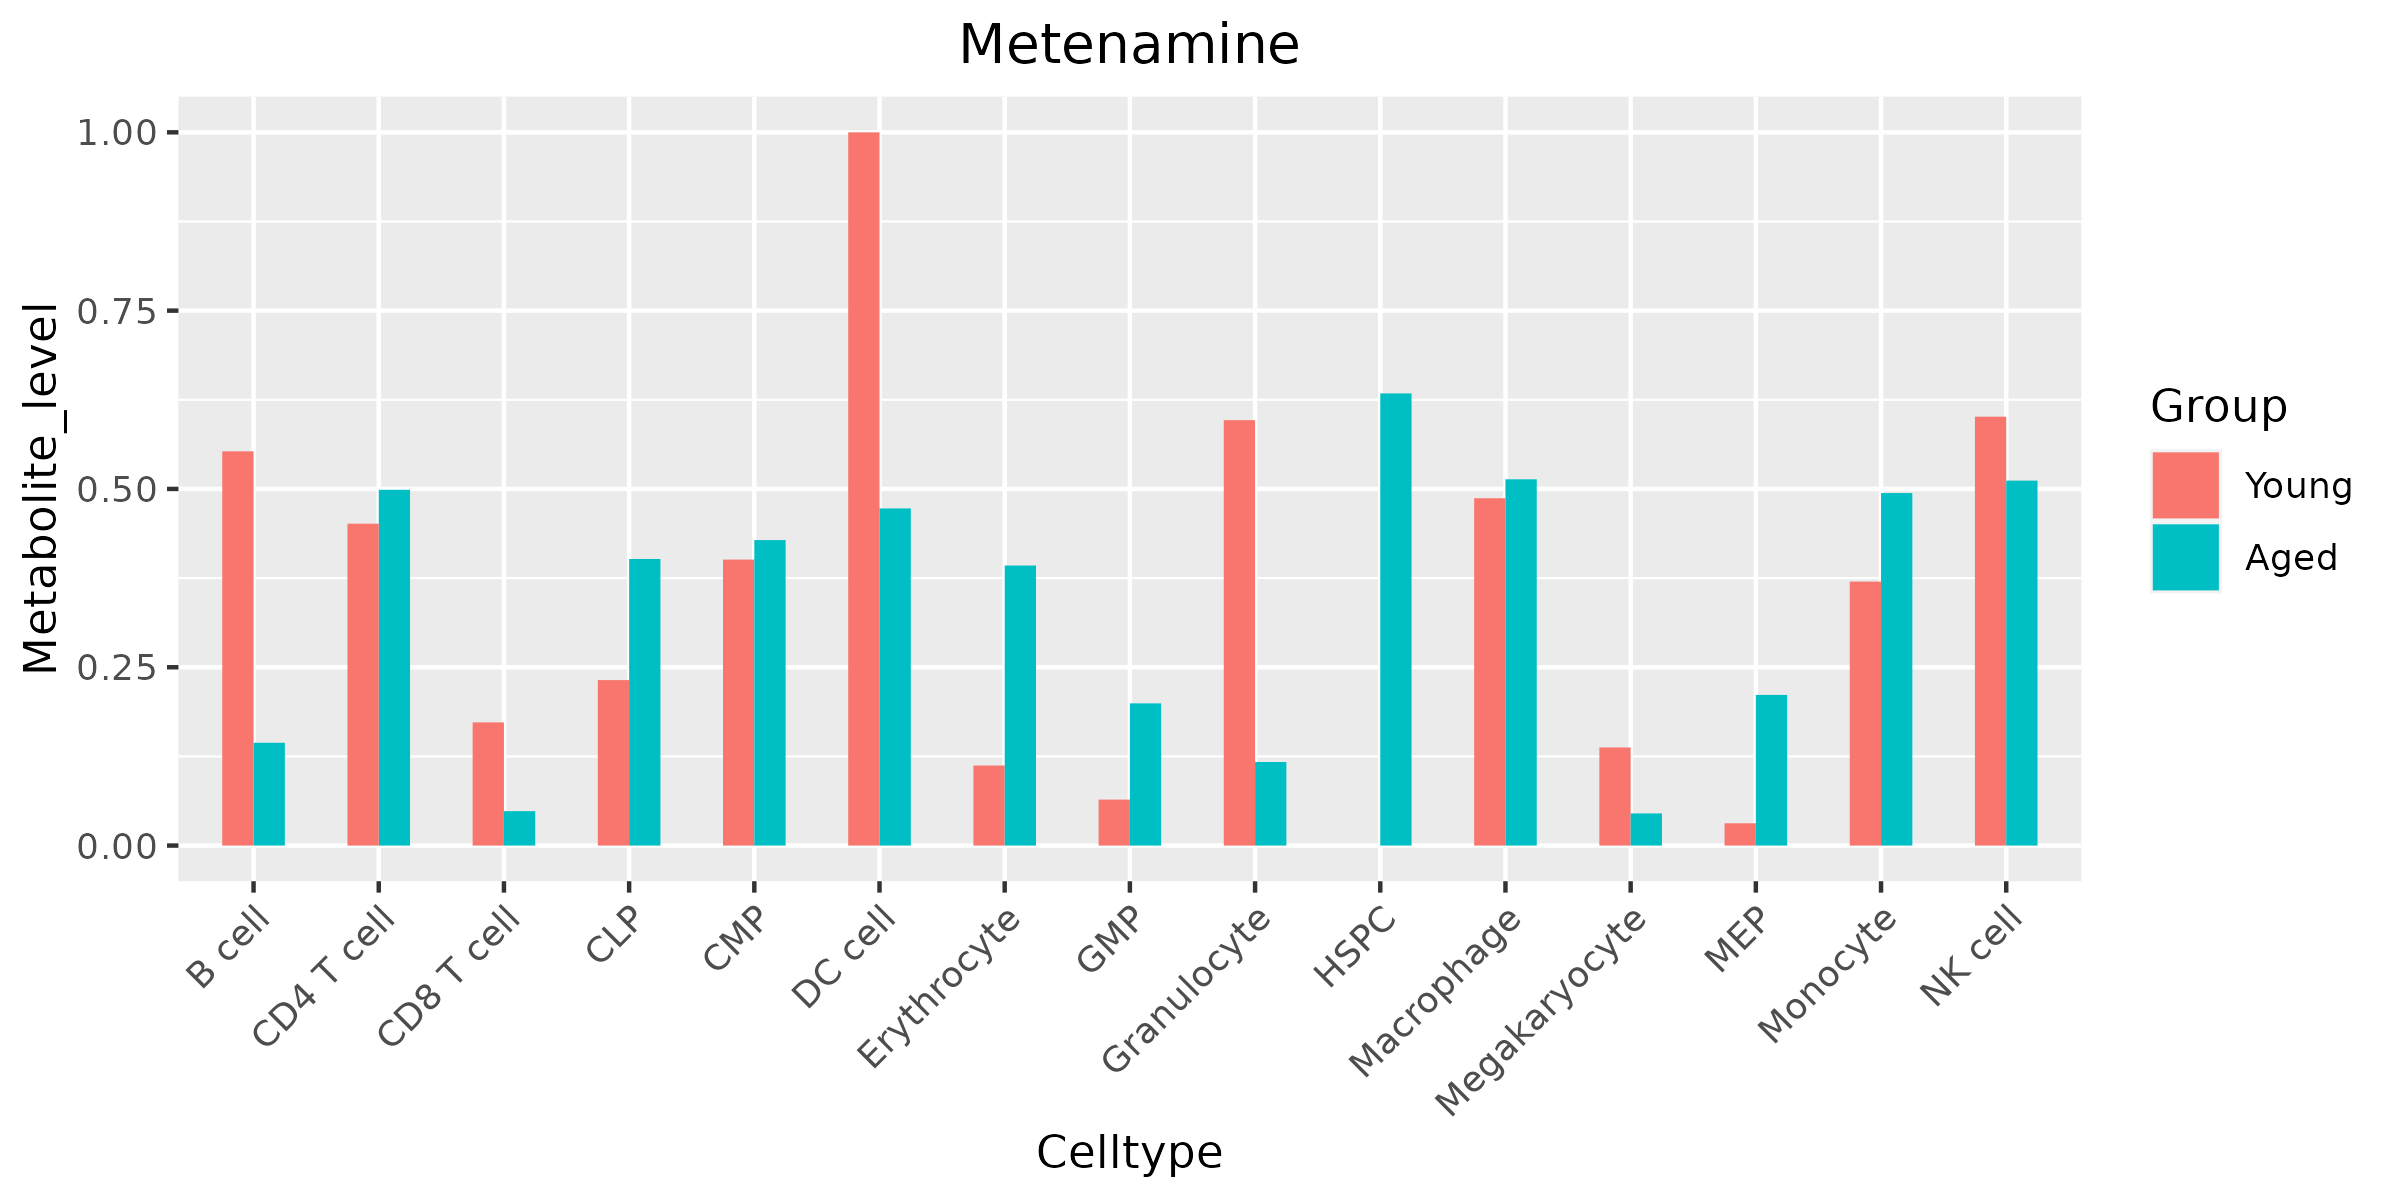 Metenamine
Metabolite_level
1.00
0.75
0.50
0.25
0.00
B cell
CD4 T cell
CD8 T cell
CLP
CMP
DC cell
Erythrocyte
GMP
Granulocyte
HSPC
Macrophage
Megakaryocyte
MEP
Monocyte
NK cell
Celltype
Group
Young
Aged